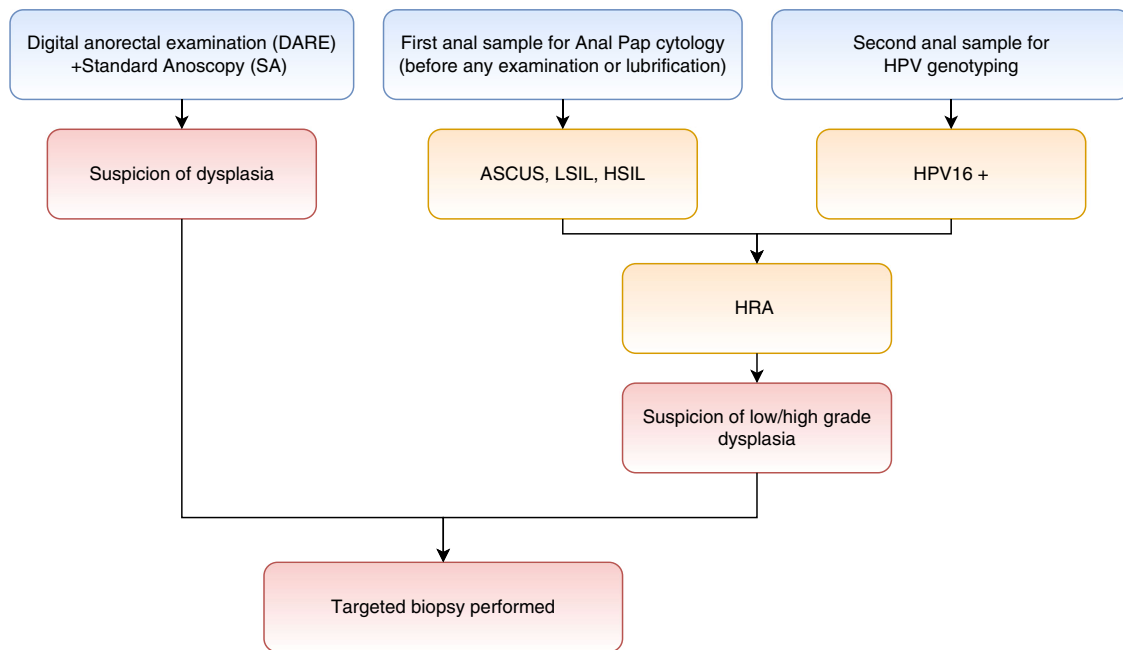 Digital anorectal examination (DARE)
+Standard Anoscopy (SA)
First anal sample for Anal Pap cytology
(before any examination or lubrification)
Second anal sample for
HPV genotyping
Suspicion of dysplasia
ASCUS, LSIL, HSIL
HPV16 +
HRA
Suspicion of low/high grade
dysplasia
Targeted biopsy performed